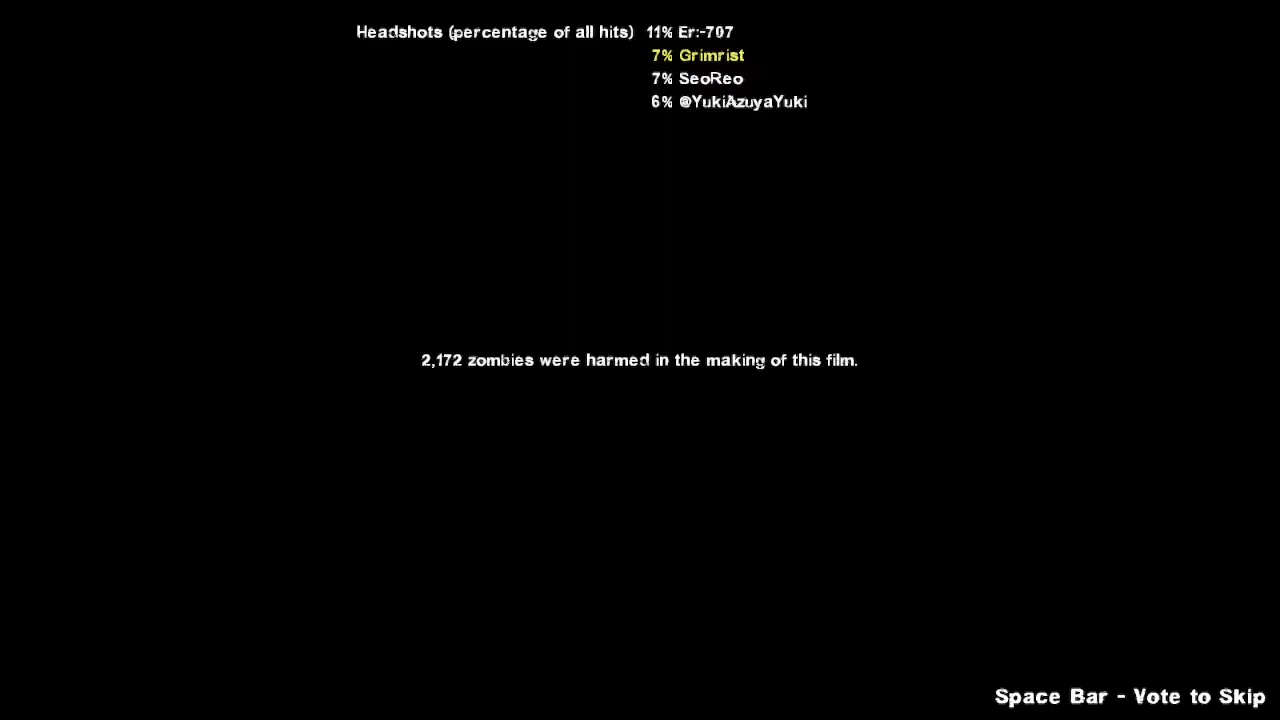 Headshots (percentage of all hits) 11% Er:-707
7% Grimrist
7% SeoReo
6% @YukiAzuyaYuki
2,172 zombies were harmed in the making of this film.
Space Bar - Vote to Skip